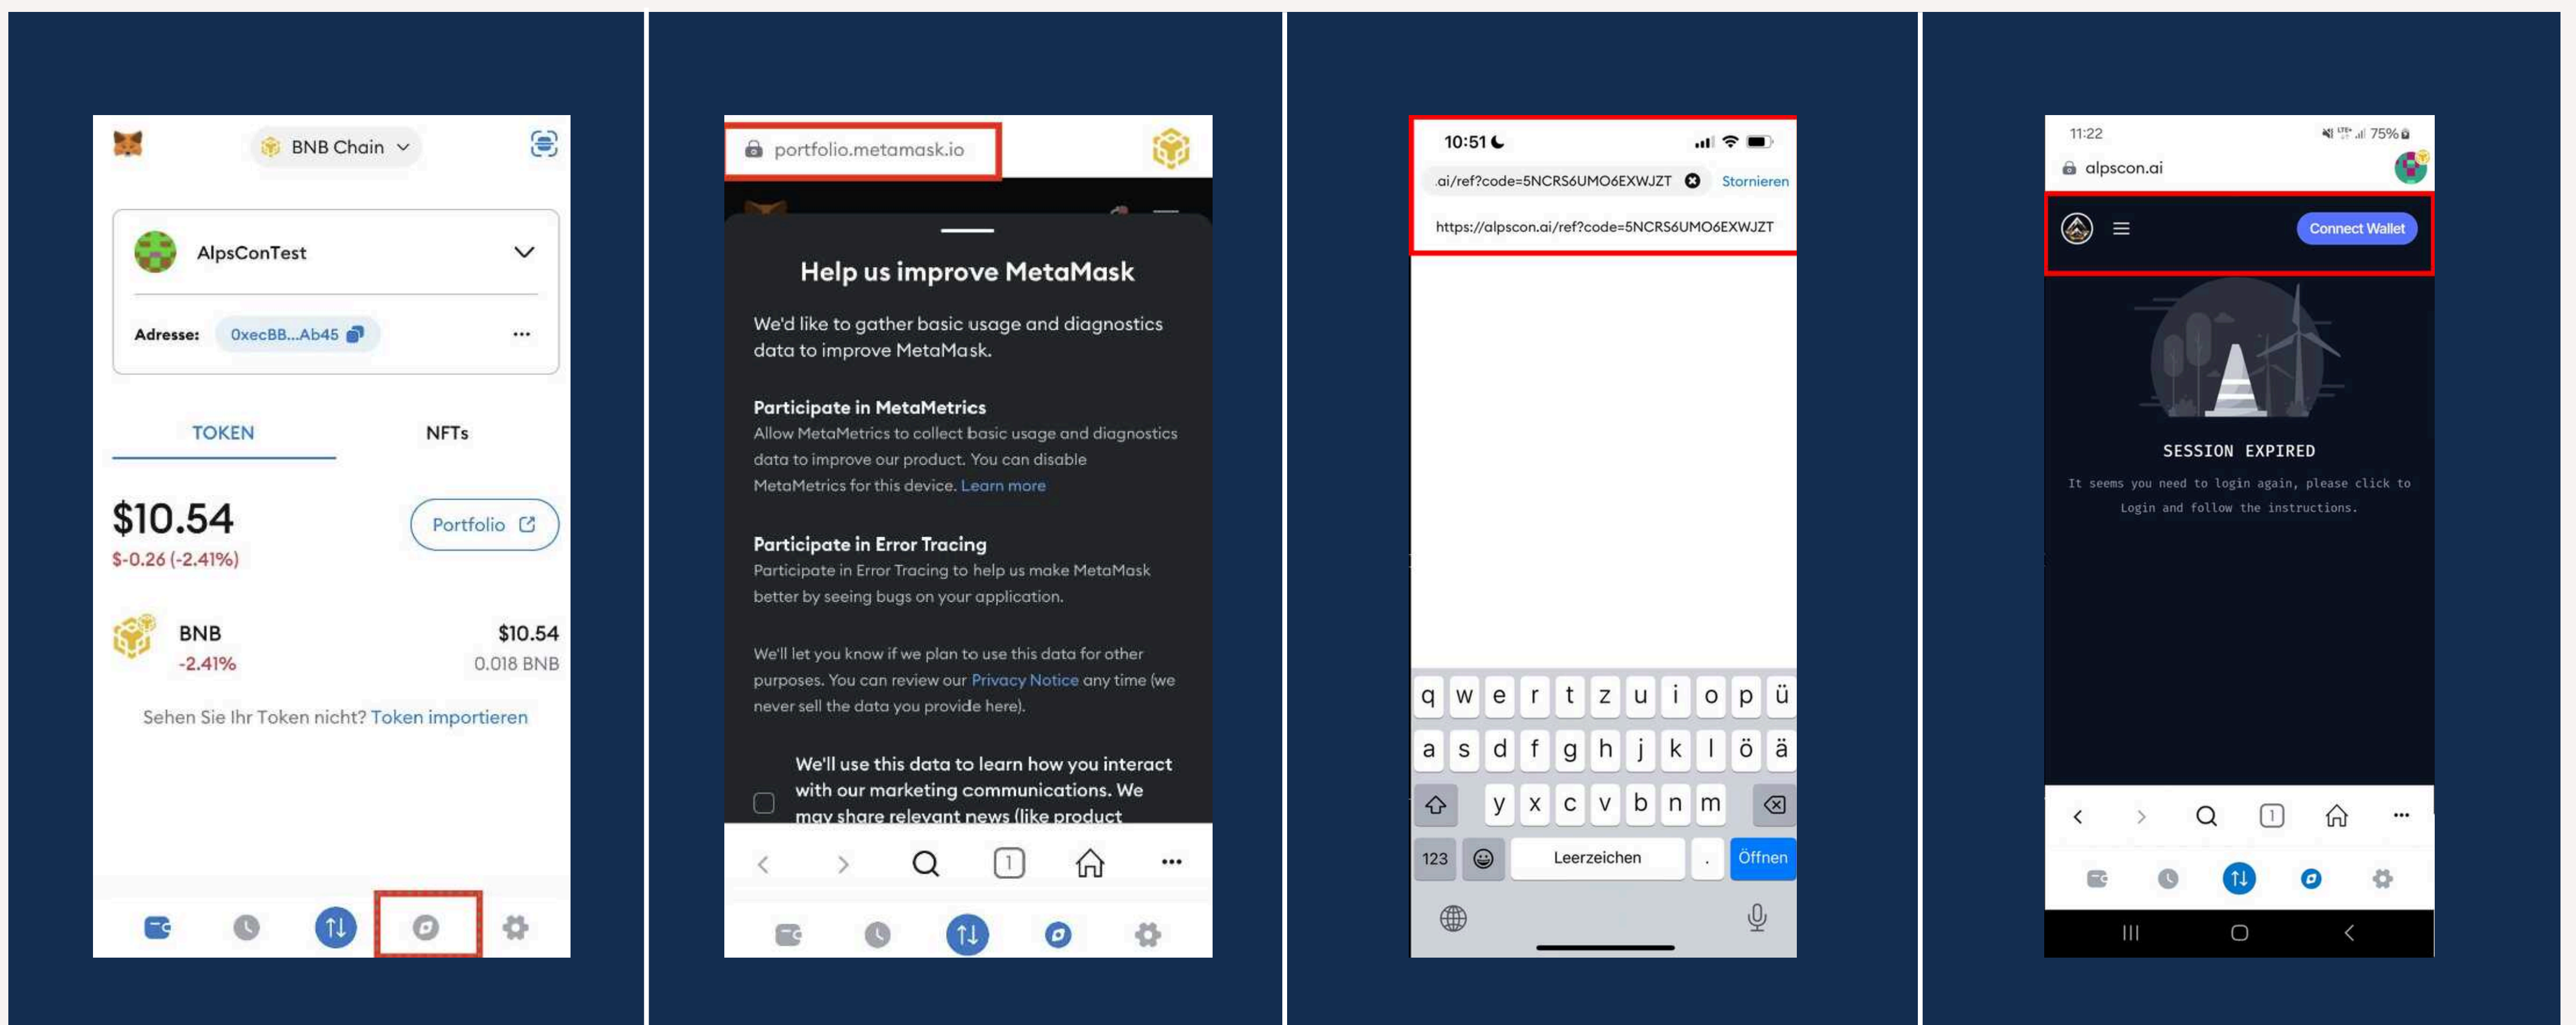 BNB Chain
AlpsConTest
Adresse: 0xecBB...Ab45
TOKEN NFTs
$10.54 Portfolio
$-0.26 (-2.41%)
BNB $10.54
-2.41% 0.018 BNB
Sehen Sie Ihr Token nicht? Token importieren
portfolio.metamask.io
Help us improve MetaMask
We'd like to gather basic usage and diagnostics
data to improve MetaMask.
Participate in MetaMetrics
Allow MetaMetrics to collect basic usage and diagnostics
data to improve our product. You can disable
MetaMetrics for this device. Learn more
Participate in Error Tracing
Participate in Error Tracing to help us make MetaMask
better by seeing bugs on your application.
We'll let you know if we plan to use this data for other
purposes. You can review our Privacy Notice any time (we
never sell the data you provide here).
We'll use this data to learn how you interact
with our marketing communications. We
may share relevant news (like product
1
10:51
.ai/ref?code=5NCRS6UMO6EXWJZT Stornieren
https://alpscon.ai/ref?code=5NCRS6UMO6EXWJZT
q w e r t z u i o p ü
a s d f g h j k l ö ä
y x c v b n m
123 Leerzeichen . Öffnen
11:22 LTE+ 75%
alpscon.ai
Connect Wallet
SESSION EXPIRED
It seems you need to login again, please click to
Login and follow the instructions.
1